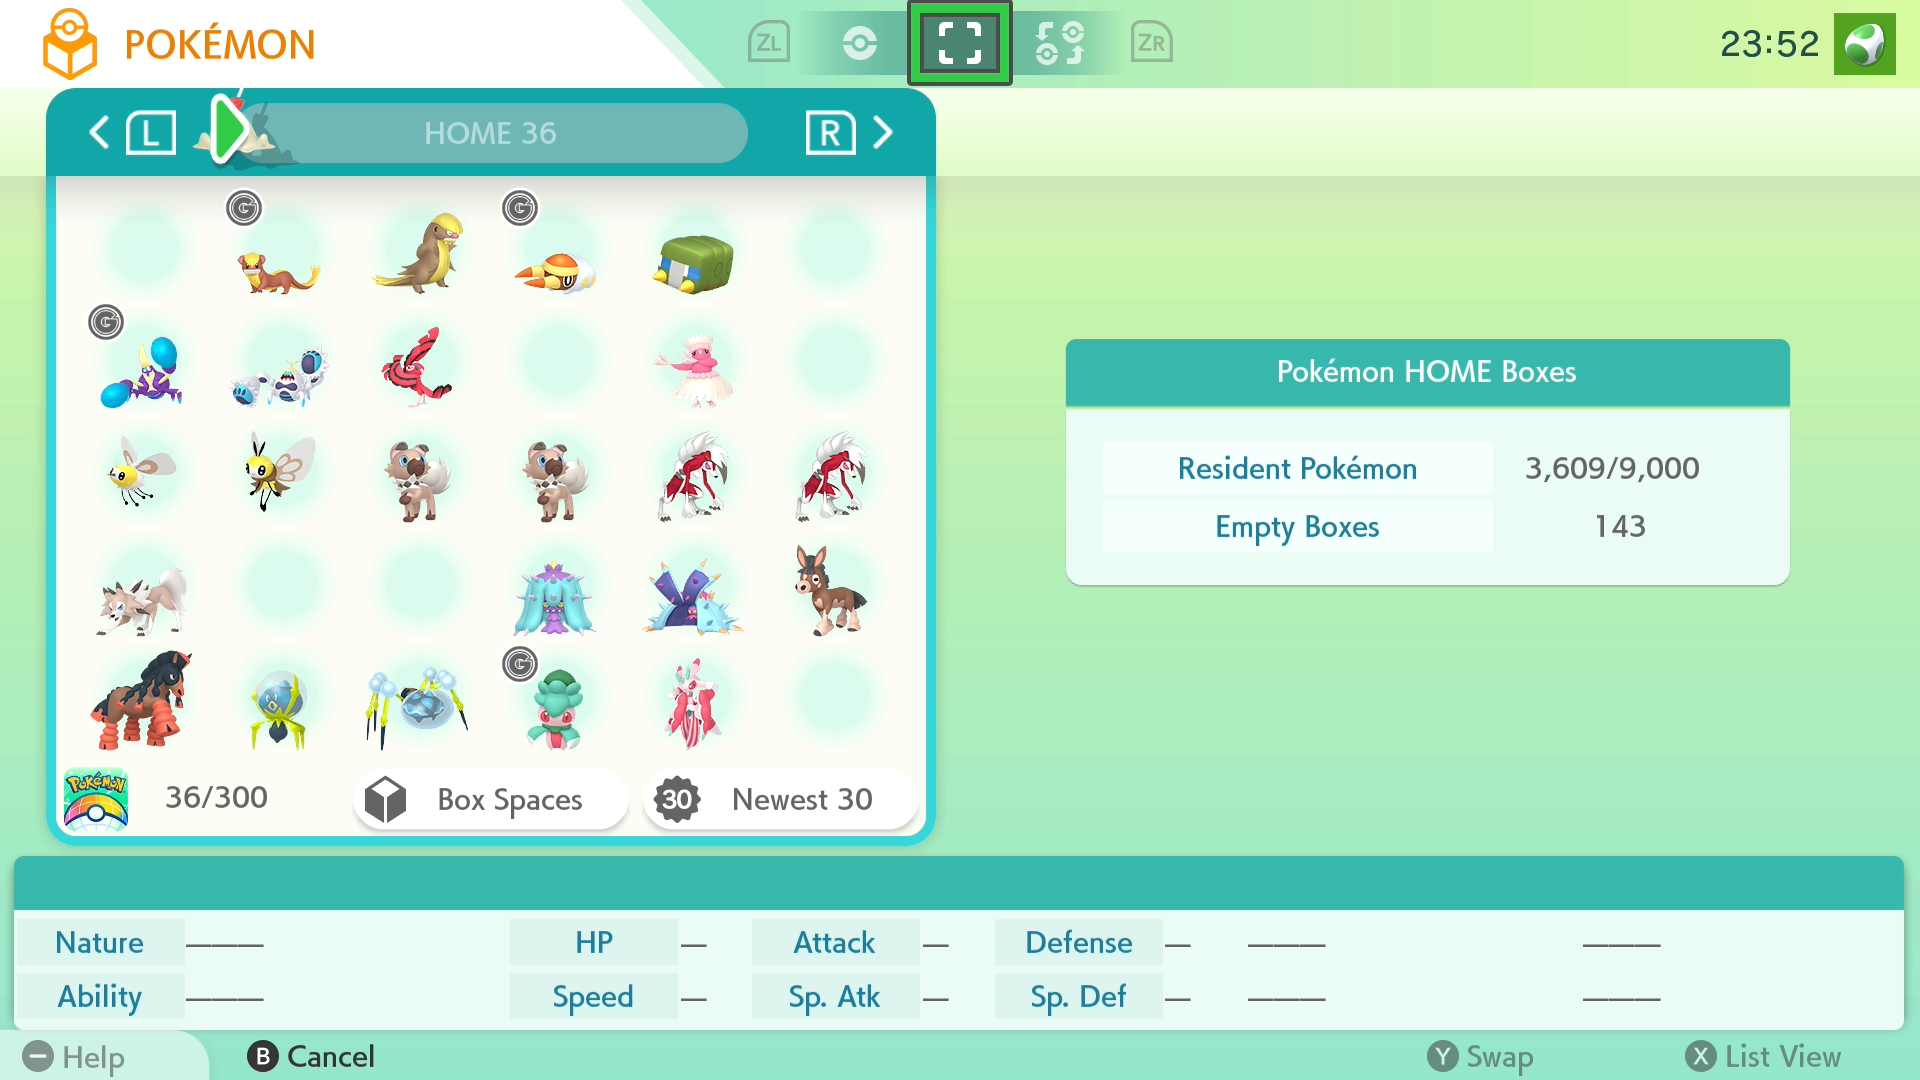 POKÉMON
ZL
ZR
23:52
L
HOME 36
R
Pokémon HOME Boxes
Resident Pokémon 3,609/9,000
Empty Boxes 143
Pokémon
36/300
Box Spaces
30 Newest 30
Nature ——— HP — Attack — Defense — ——— ———
Ability ——— Speed — Sp. Atk — Sp. Def — ——— ———
Help
B Cancel
Y Swap
X List View